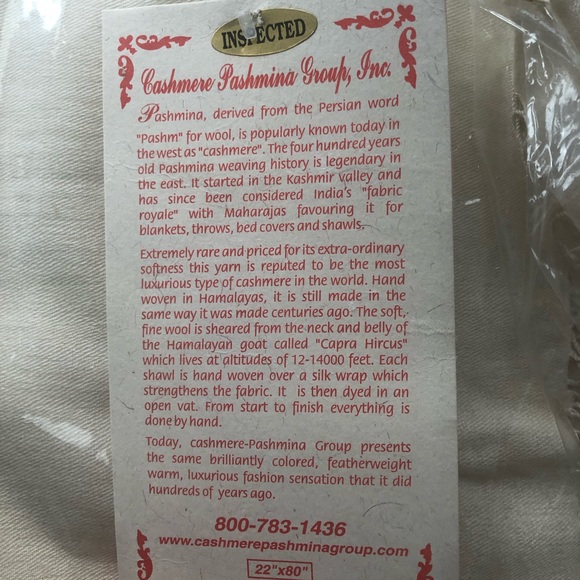 INSPECTED
Cashmere Pashmina Group, Inc.
Pashmina, derived from the Persian word
"Pashm" for wool, is popularly known today in
the west as "cashmere". The four hundred years
old Pashmina weaving history is legendary in
the east. It started in the Kashmir valley and
has since been considered India's "fabric
royale" with Maharajas favouring it for
blankets, throws, bed covers and shawls.
Extremely rare and priced for its extra-ordinary
softness this yarn is reputed to be the most
luxurious type of cashmere in the world. Hand
woven in Hamalayas, it is still made in the
same way it was made centuries ago. The soft,
fine wool is sheared from the neck and belly of
the Hamalayan goat called "Capra Hircus"
which lives at altitudes of 12-14000 feet. Each
shawl is hand woven over a silk wrap which
strengthens the fabric. It is then dyed in an
open vat. From start to finish everything is
done by hand.
Today, cashmere-Pashmina Group presents
the same brilliantly colored, featherweight
warm, luxurious fashion sensation that it did
hundreds of years ago.
800-783-1436
www.cashmerepashminagroup.com
22"x80"